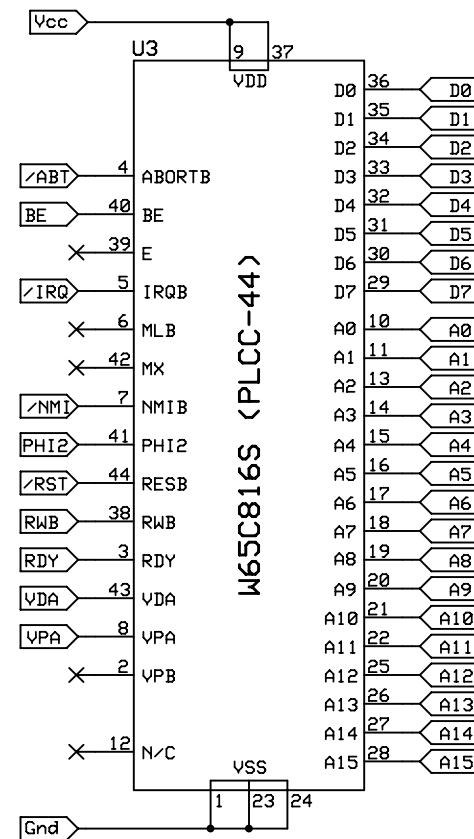 Vcc
U3
9 37
VDD
D0 36 D0
D1 35 D1
D2 34 D2
/ABT 4 ABORTB
D3 33 D3
BE 40 BE
D4 32 D4
D5 31 D5
39 E
D6 30 D6
/IRQ 5 IRQB
D7 29 D7
6 MLB
A0 10 A0
A1 11 A1
42 MX
A2 13 A2
/NMI 7 NMIB
A3 14 A3
PHI2 41 PHI2
A4 15 A4
/RST 44 RESB
A5 16 A5
A6 17 A6
RWB 38 RWB
A7 18 A7
RDY 3 RDY
A8 19 A8
VDA 43 VDA
A9 20 A9
A10 21 A10
VPA 8 VPA
A11 22 A11
2 VPB
A12 25 A12
A13 26 A13
A14 27 A14
12 N/C
A15 28 A15
W65C816S (PLCC-44)
VSS
1 23 24
Gnd